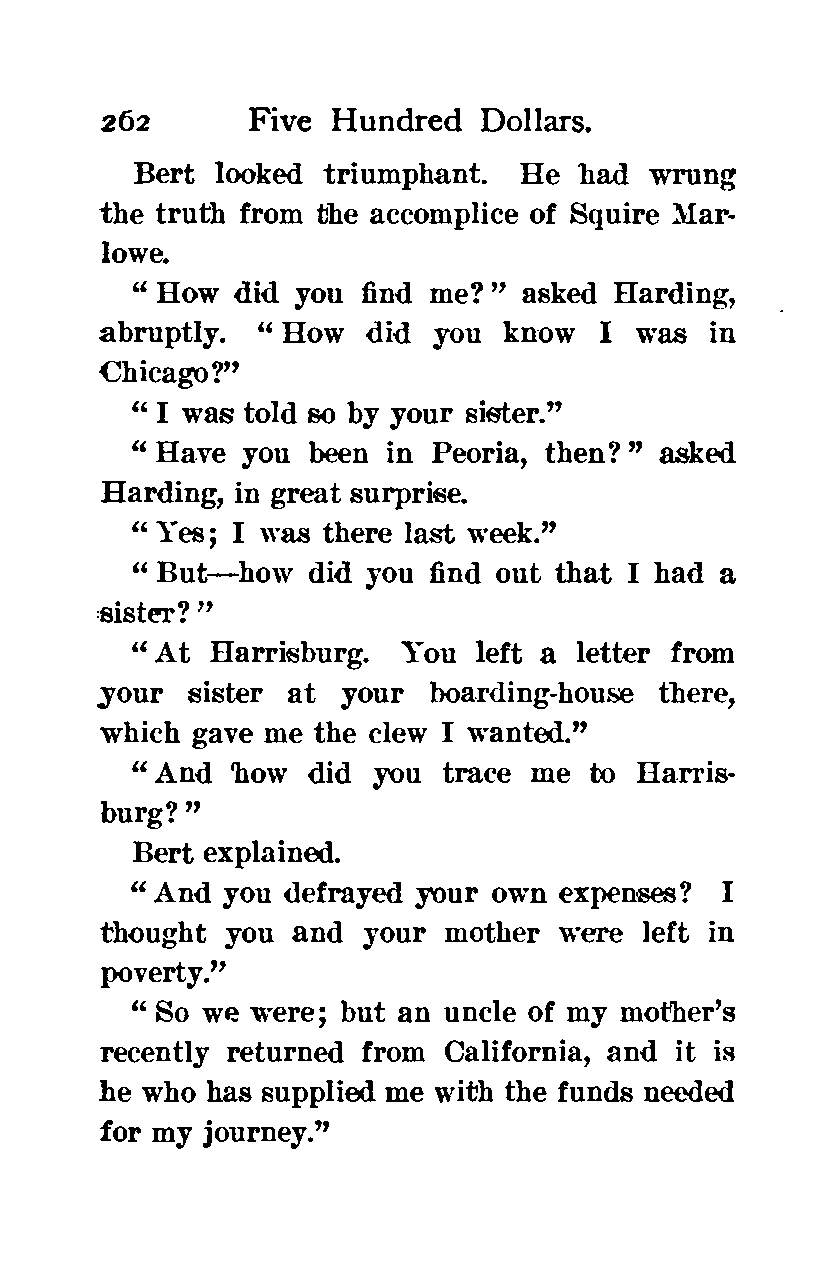 262 Five Hundred Dollars.
Bert looked triumphant. He had wrung
the truth from the accomplice of Squire Mar-
lowe.
“ How did you find me? ” asked Harding,
abruptly. “ How did you know I was in
Chicago?”
“ I was told so by your sister.”
“ Have you been in Peoria, then? ” asked
Harding, in great surprise.
“ Yes; I was there last week.”
“ But—how did you find out that I had a
sister? ”
“ At Harrisburg. You left a letter from
your sister at your boarding-house there,
which gave me the clew I wanted.”
“ And how did you trace me to Harris-
burg? ”
Bert explained.
“ And you defrayed your own expenses? I
thought you and your mother were left in
poverty.”
“ So we were; but an uncle of my mother’s
recently returned from California, and it is
he who has supplied me with the funds needed
for my journey.”